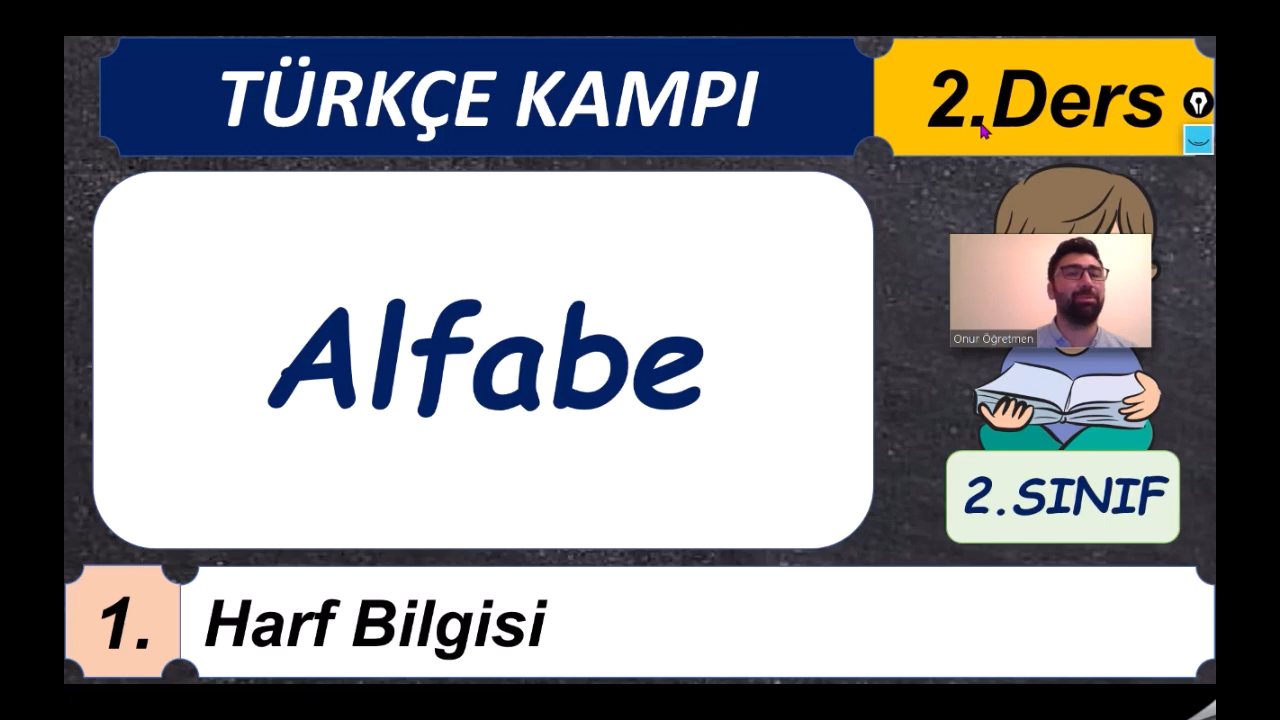 TÜRKÇE KAMPI
2.Ders
Alfabe
Onur Öğretmen
2.SINIF
1.
Harf Bilgisi